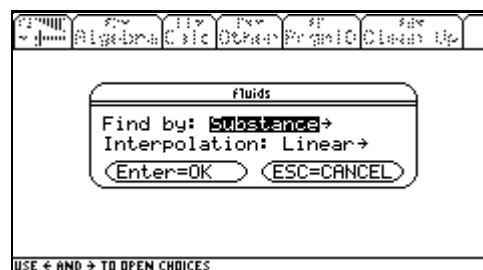 Algebra Calc Other PrgmIO Clean Up
fluids
Find by: Substance→
Interpolation: Linear→
Enter=OK ESC=CANCEL
USE ← AND → TO OPEN CHOICES